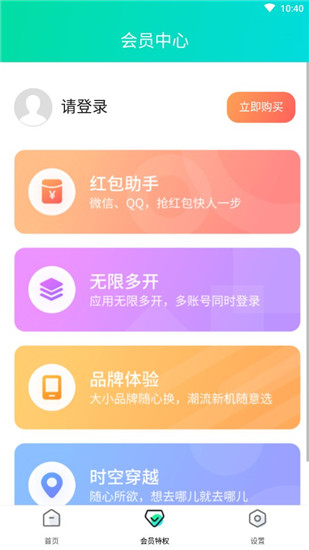 10:40
会员中心
请登录
立即购买
红包助手
微信、QQ，抢红包快人一步
无限多开
应用无限多开，多账号同时登录
品牌体验
大小品牌随心换，潮流新机随意选
时空穿越
随心所欲，想去哪儿就去哪儿
首页
会员特权
设置